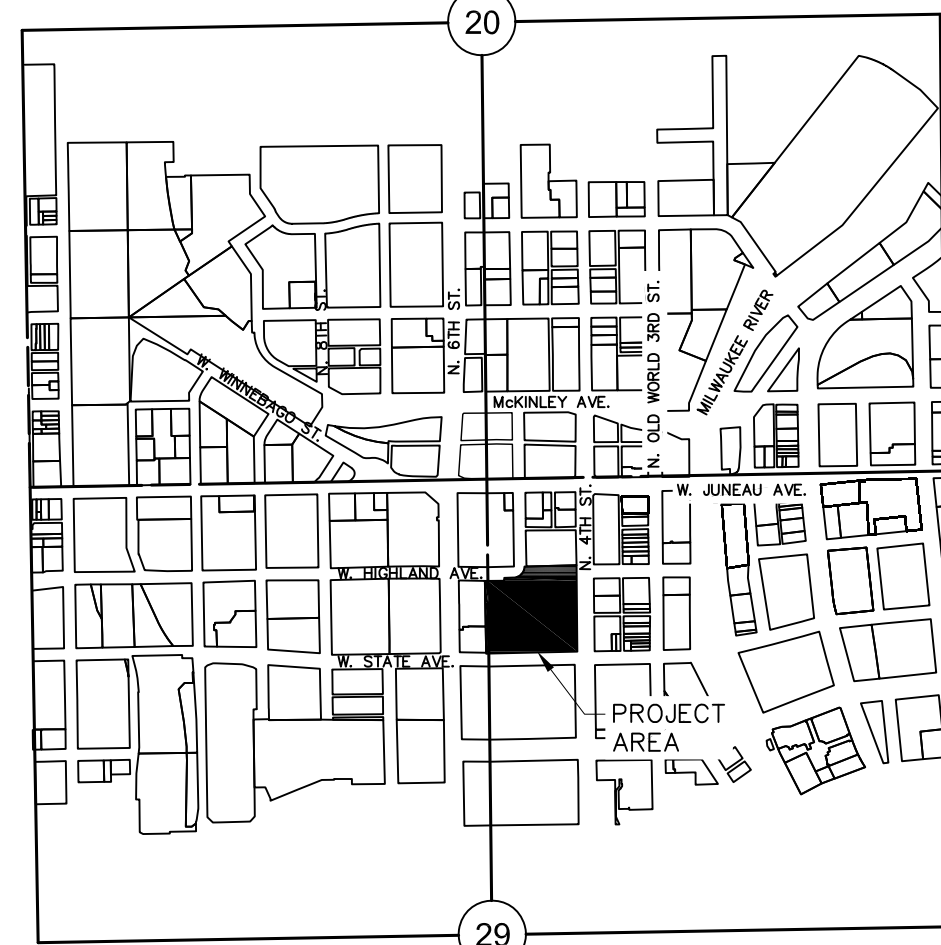 20
N. 8TH ST.
N. 6TH ST.
N. OLD WORLD 3RD ST.
MILWAUKEE RIVER
W. WINNEBAGO ST.
McKINLEY AVE.
W. JUNEAU AVE.
N. 4TH ST.
W. HIGHLAND AVE.
W. STATE AVE.
PROJECT
AREA
29